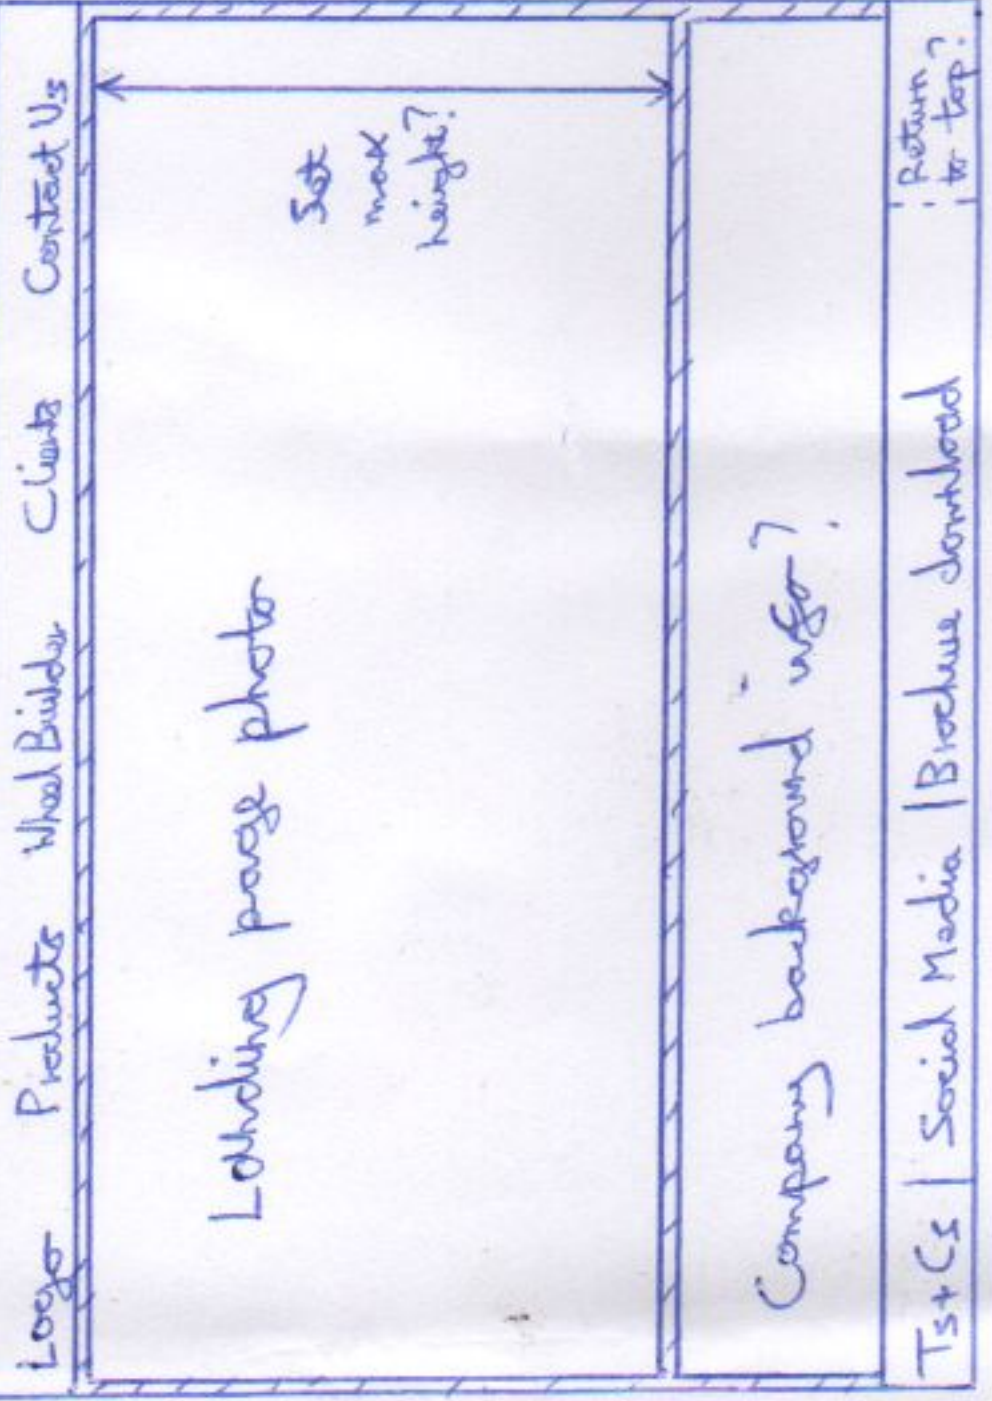 Logo Products Wheel Builder Clients Contact Us
Landing page photo
Set
max
height?
Company background info?
Ts + Cs | Social Media | Brochure download
Return
to top?